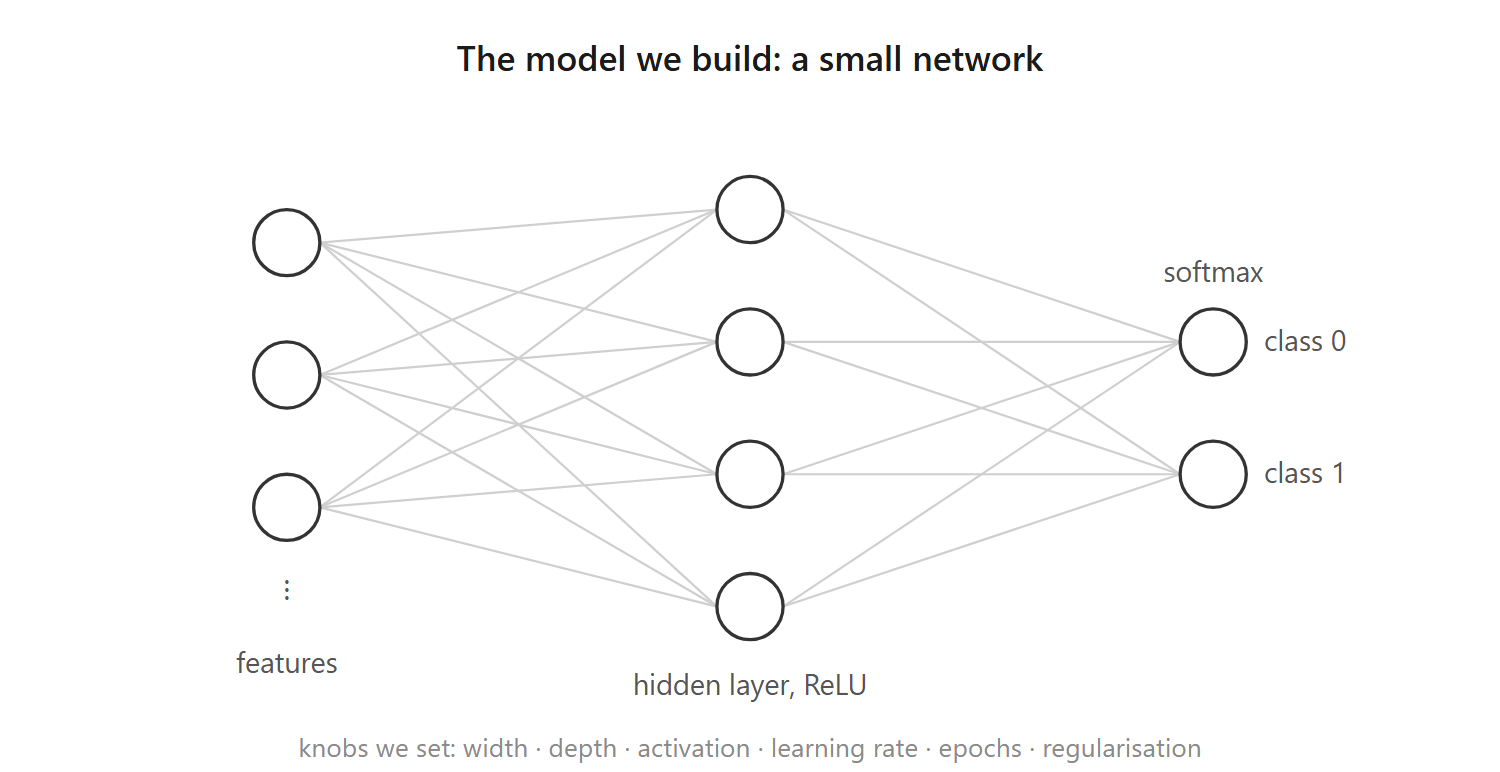 The model we build: a small network
softmax
class 0
class 1
⋮
features
hidden layer, ReLU
knobs we set: width · depth · activation · learning rate · epochs · regularisation